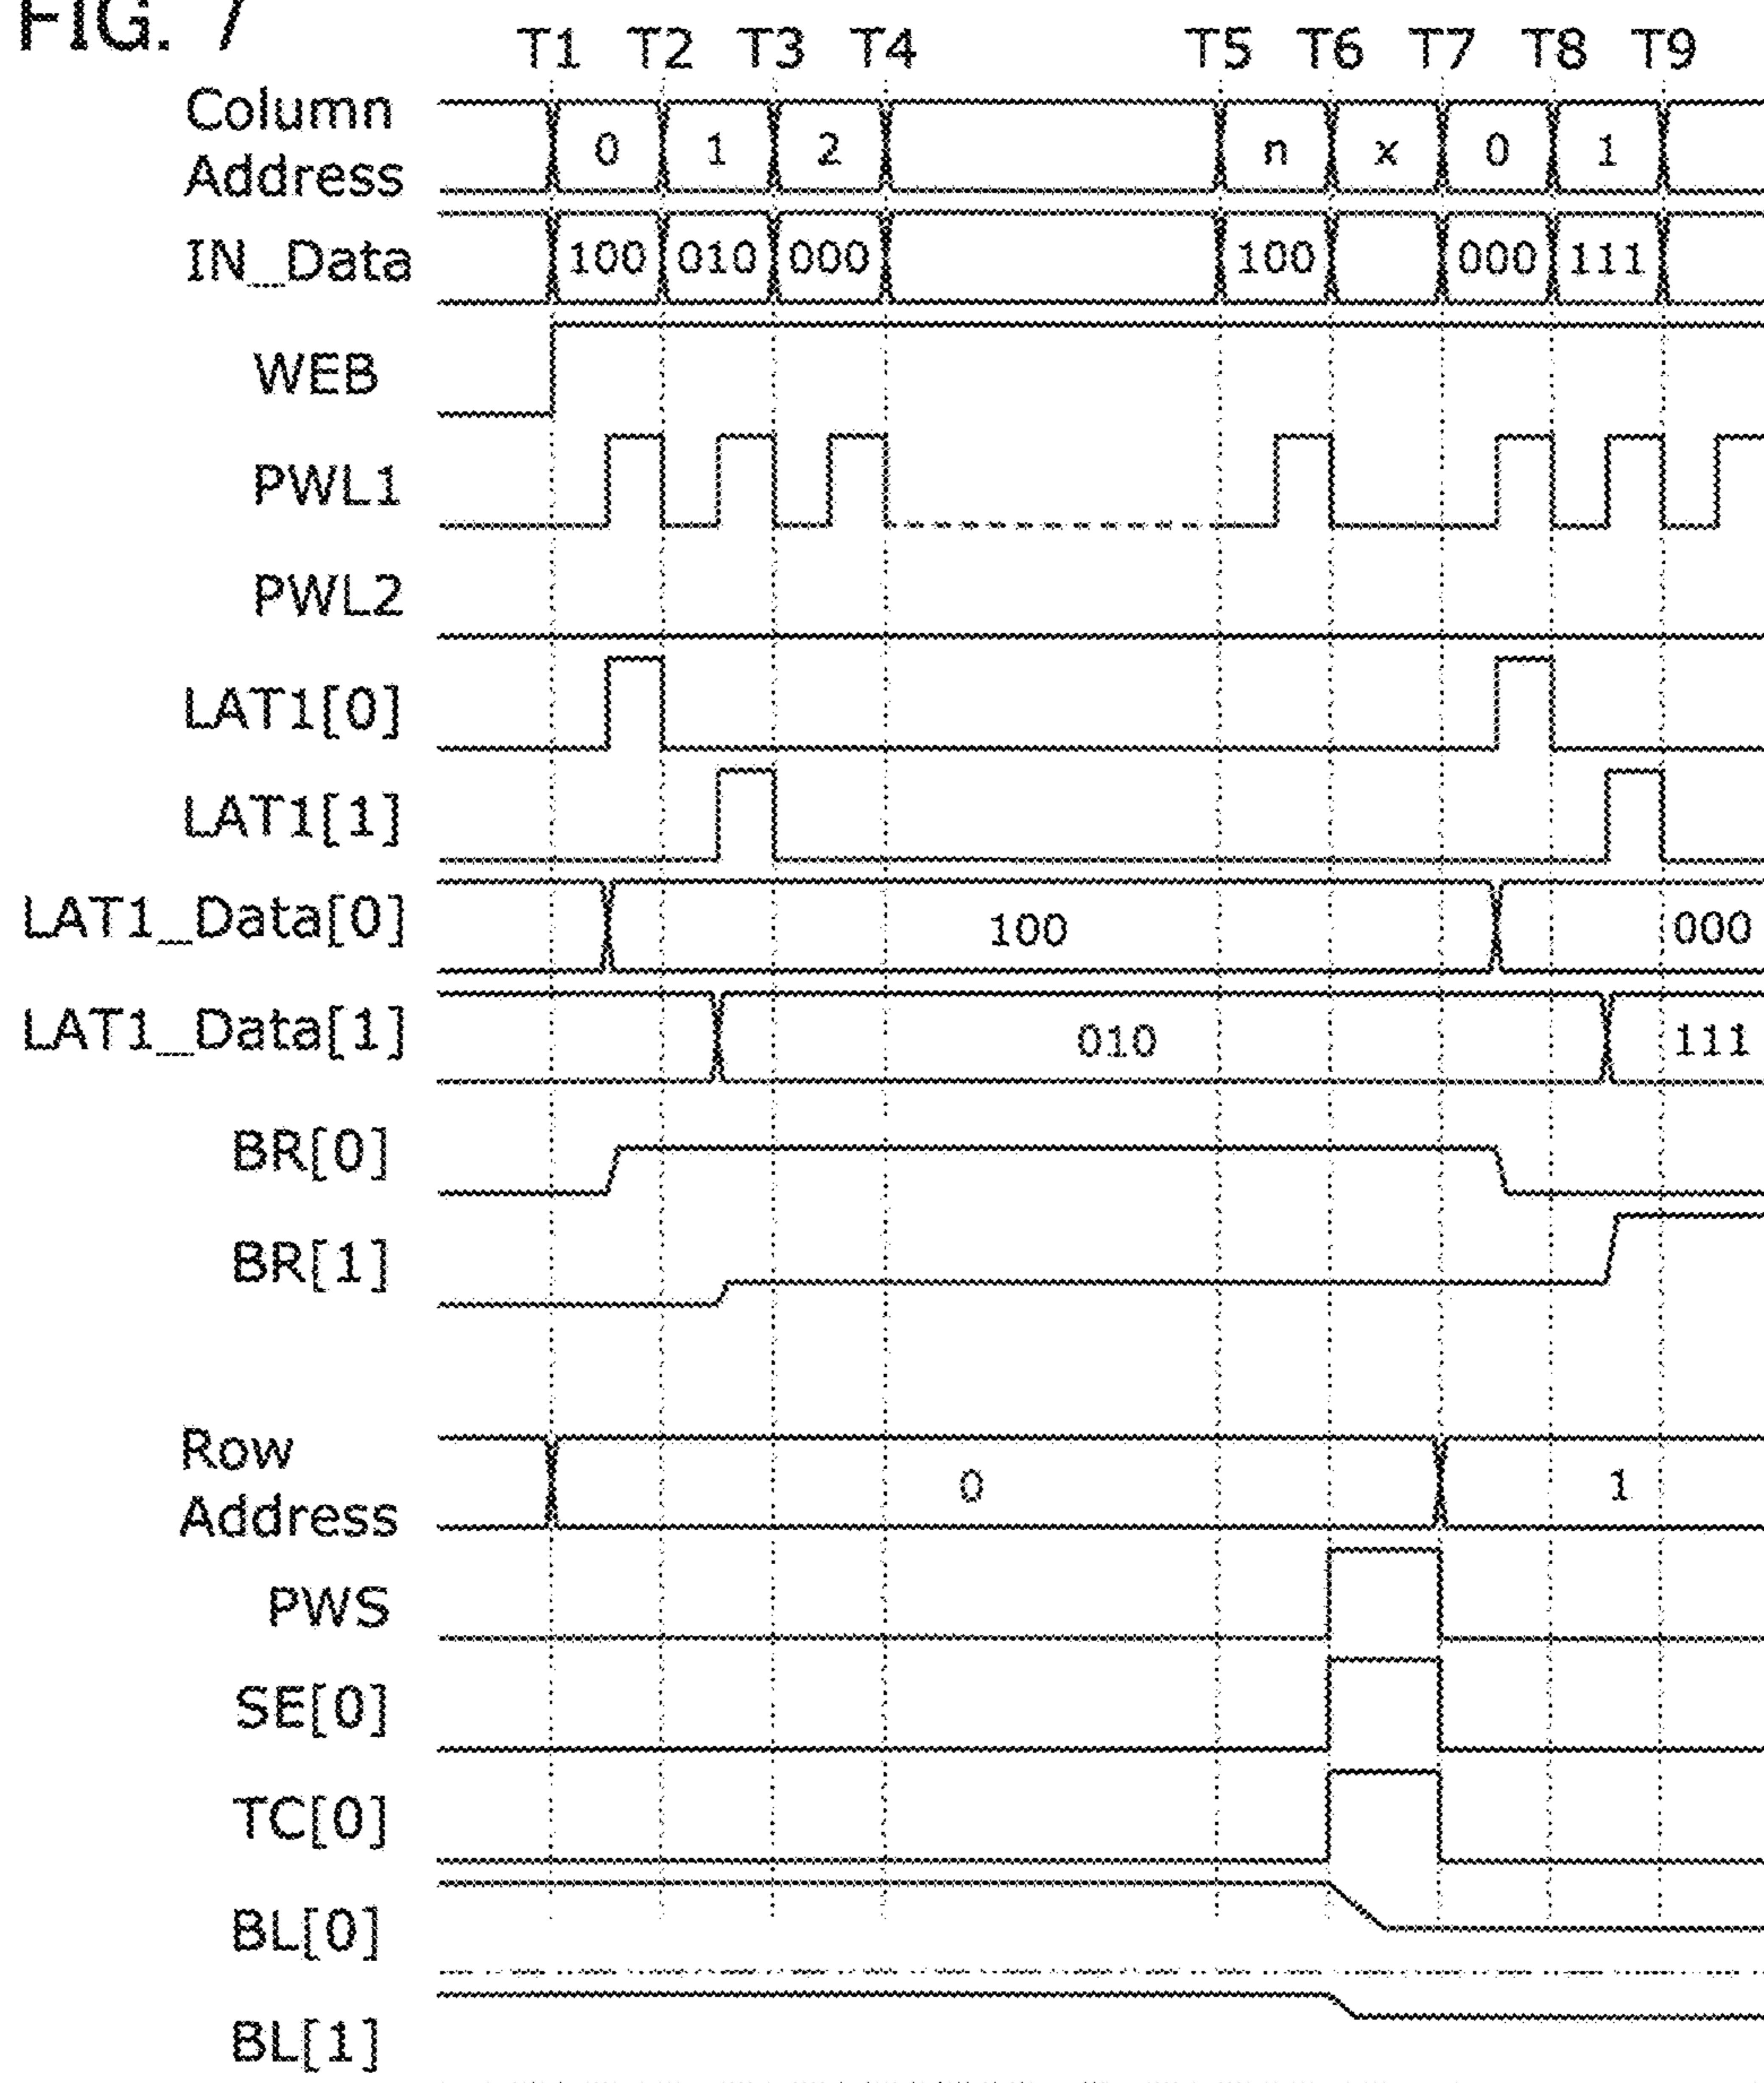 FIG. 7
T1 T2 T3 T4 T5 T6 T7 T8 T9
Column
Address
0 1 2 n x 0 1
IN_Data 100 010 000 100 000 111
WEB
PWL1
PWL2
LAT1[0]
LAT1[1]
LAT1_Data[0] 100 000
LAT1_Data[1] 010 111
BR[0]
BR[1]
Row
Address
0 1
PWS
SE[0]
TC[0]
BL[0]
BL[1]